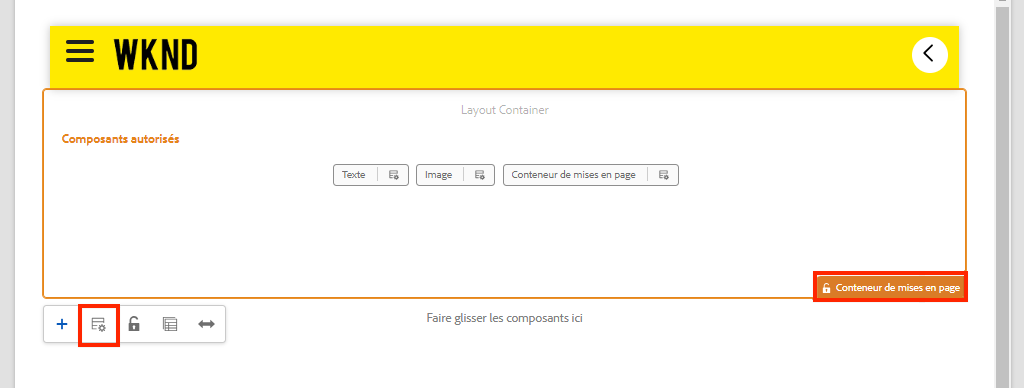 WKND
Layout Container
Composants autorisés
Texte Image Conteneur de mises en page
Conteneur de mises en page
Faire glisser les composants ici